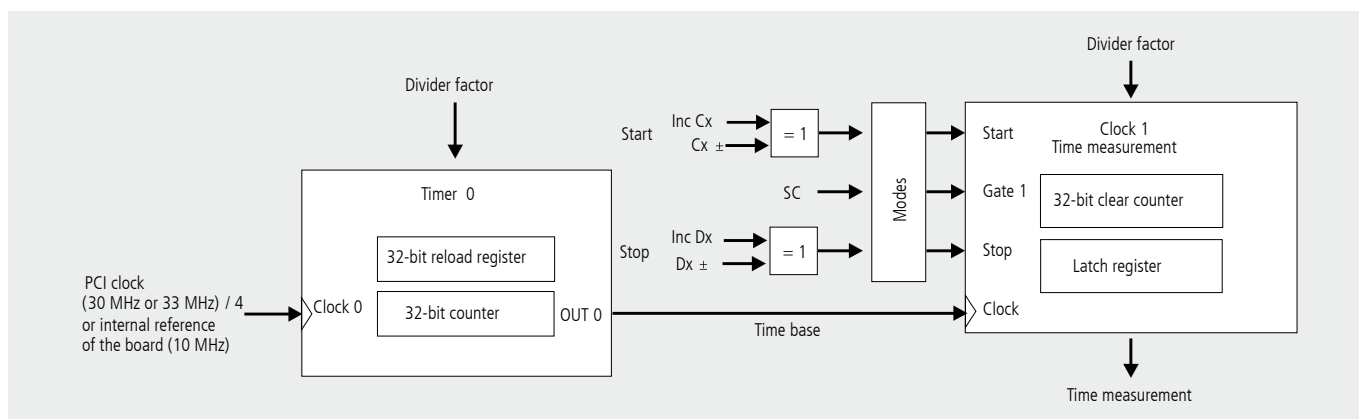 Divider factor
Timer 0
32-bit reload register
32-bit counter
PCI clock
(30 MHz or 33 MHz) / 4
or internal reference
of the board (10 MHz)
Clock 0
OUT 0
Time base
Start
Inc Cx
Cx ±
= 1
SC
Stop
Inc Dx
Dx ±
= 1
Modes
Divider factor
Start
Clock 1
Time measurement
Gate 1
32-bit clear counter
Stop
Latch register
Clock
Time measurement